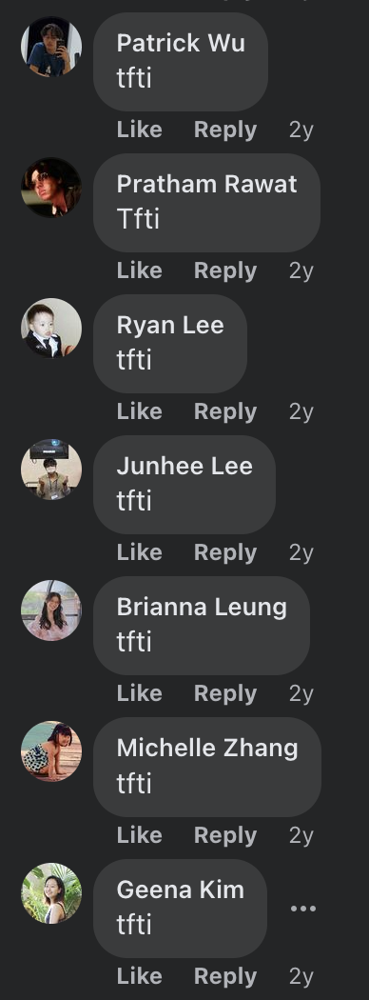 Patrick Wu
tfti
Like Reply 2y
Pratham Rawat
Tfti
Like Reply 2y
Ryan Lee
tfti
Like Reply 2y
Junhee Lee
tfti
Like Reply 2y
Brianna Leung
tfti
Like Reply 2y
Michelle Zhang
tfti
Like Reply 2y
Geena Kim
tfti
Like Reply 2y